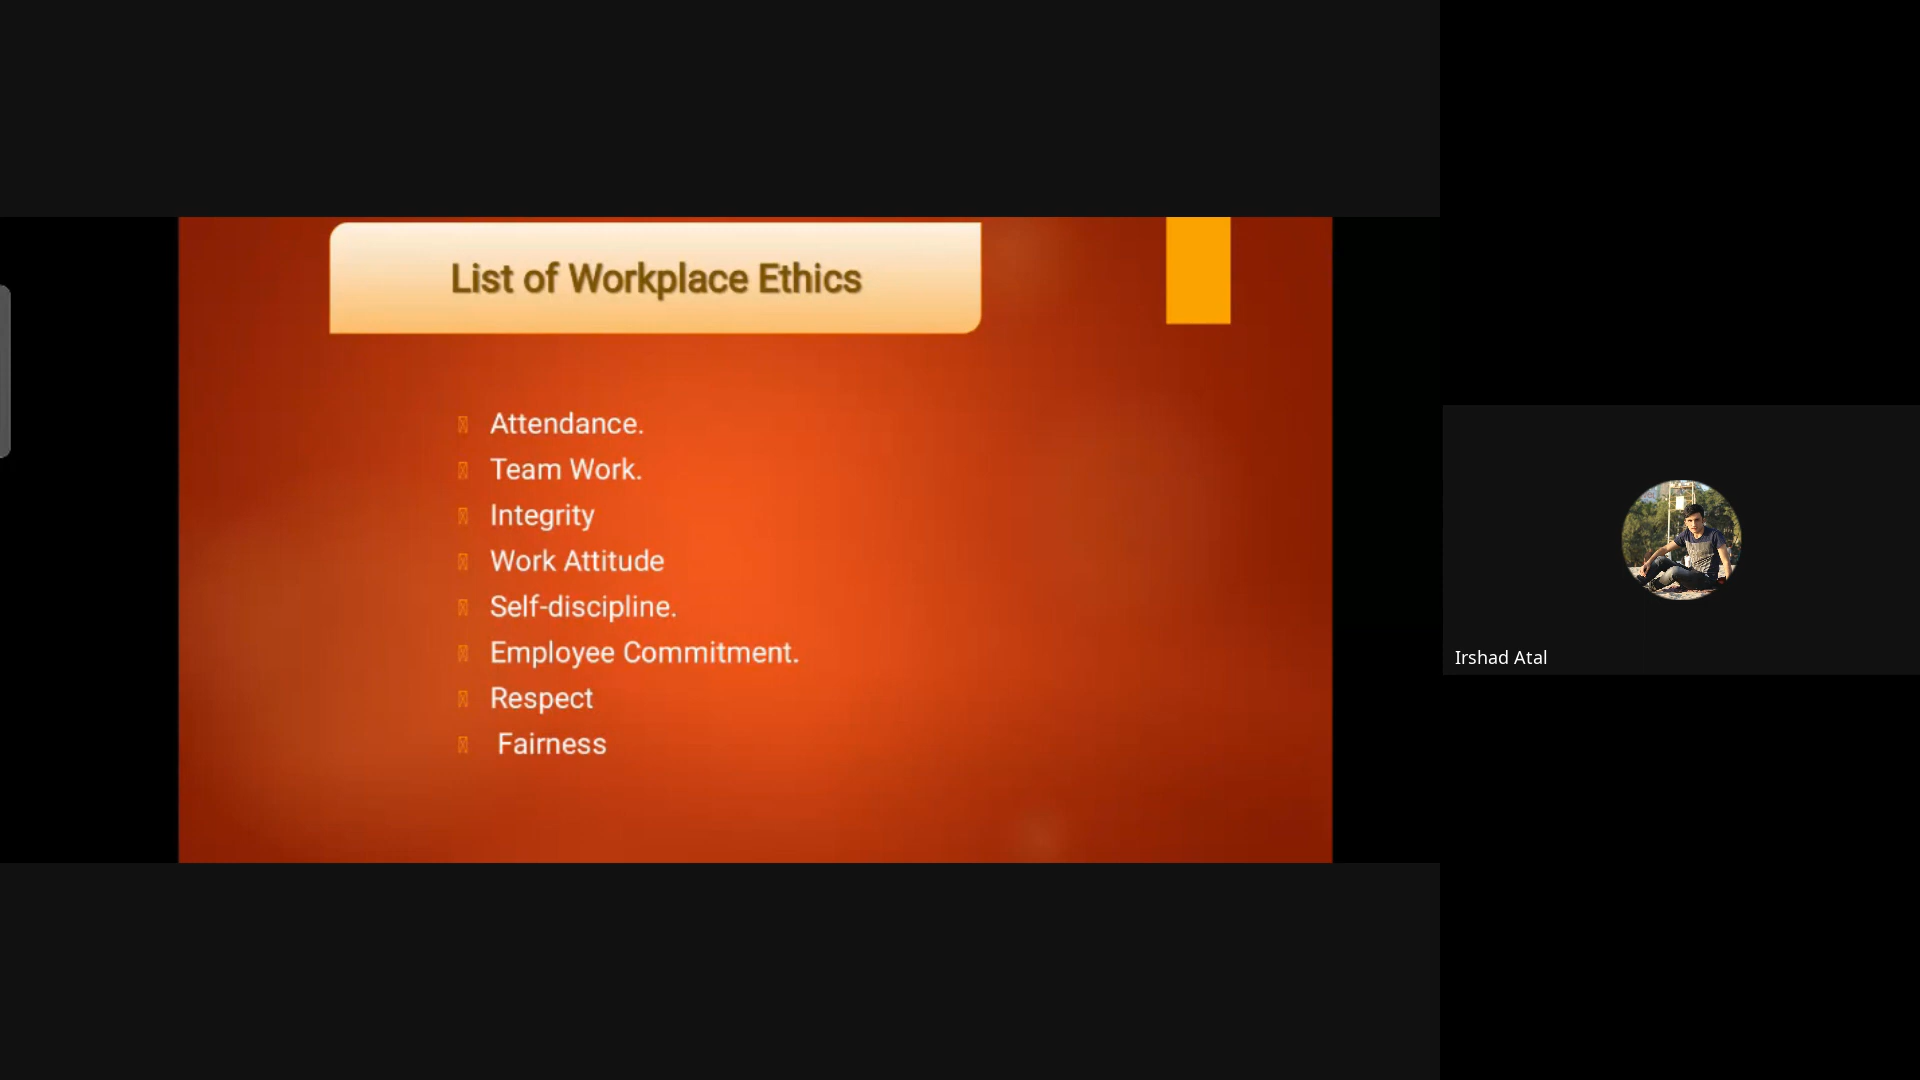 List of Workplace Ethics
Attendance.
Team Work.
Integrity
Work Attitude
Self-discipline.
Employee Commitment.
Respect
Fairness
Irshad Atal